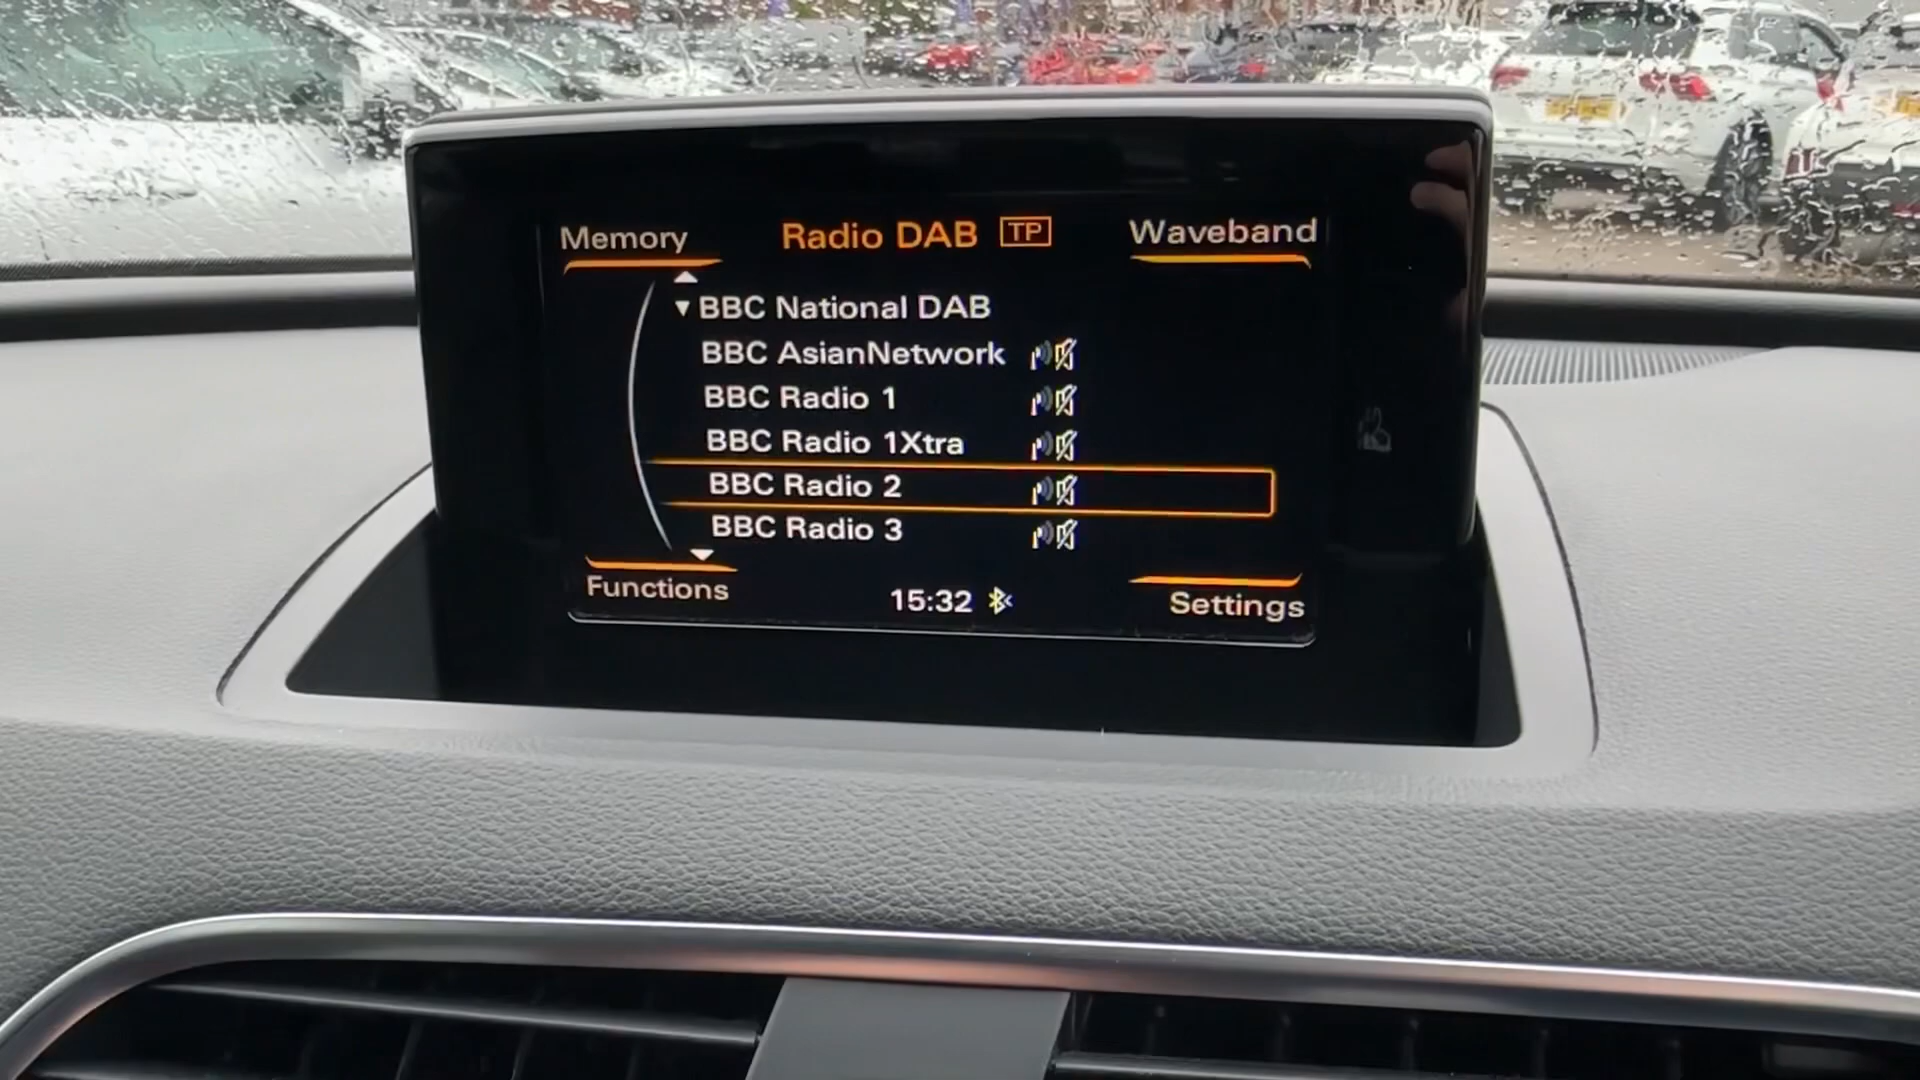 Memory
Radio DAB TP
Waveband
BBC National DAB
BBC AsianNetwork
BBC Radio 1
BBC Radio 1Xtra
BBC Radio 2
BBC Radio 3
Functions
15:32
Settings